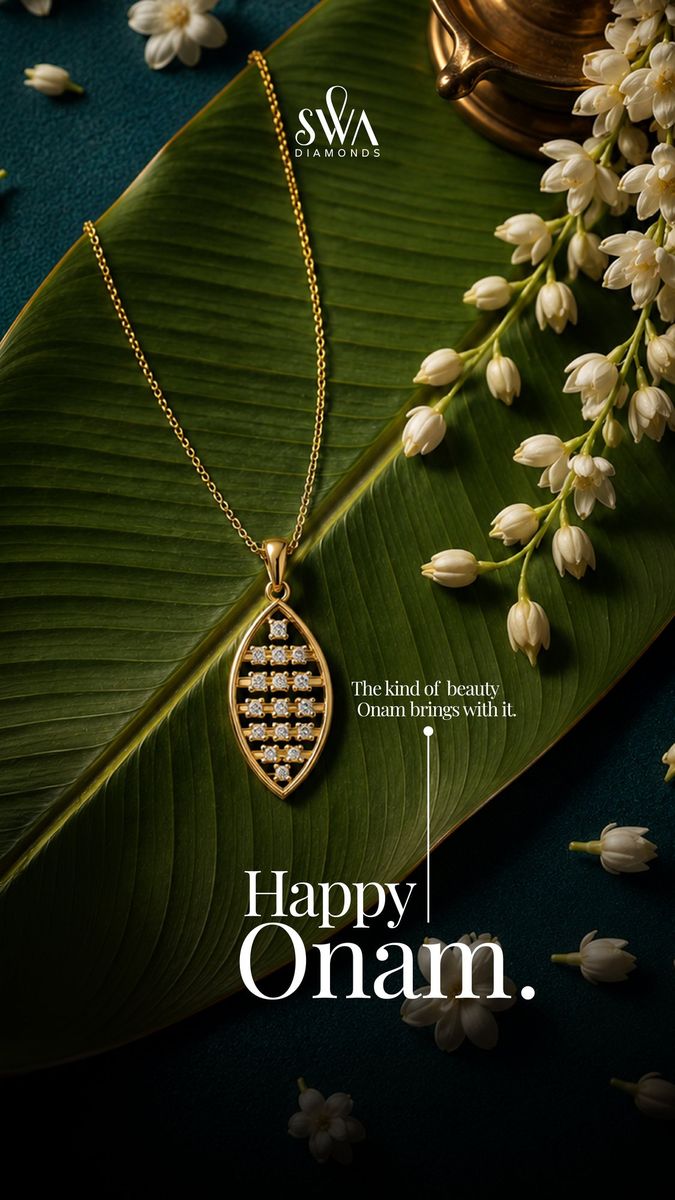 SWA
DIAMONDS
The kind of beauty
Onam brings with it.
Happy
Onam.